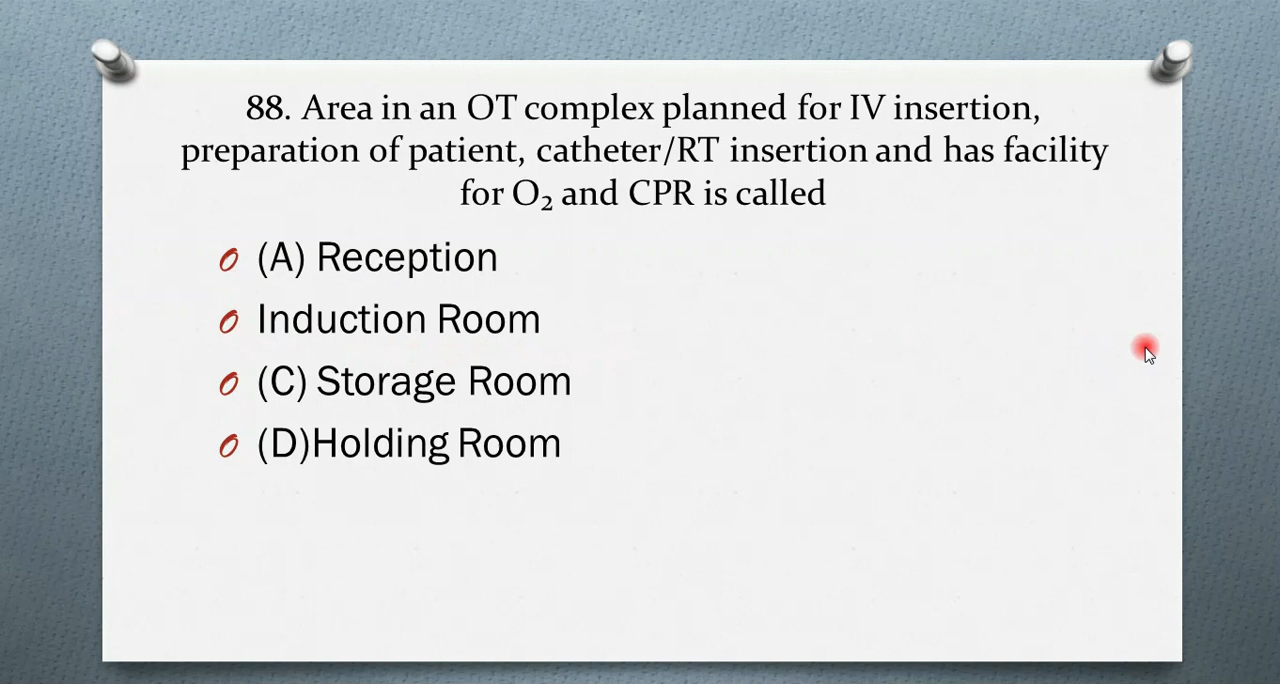 88. Area in an OT complex planned for IV insertion,
preparation of patient, catheter/RT insertion and has facility
for O₂ and CPR is called
(A) Reception
Induction Room
(C) Storage Room
(D)Holding Room